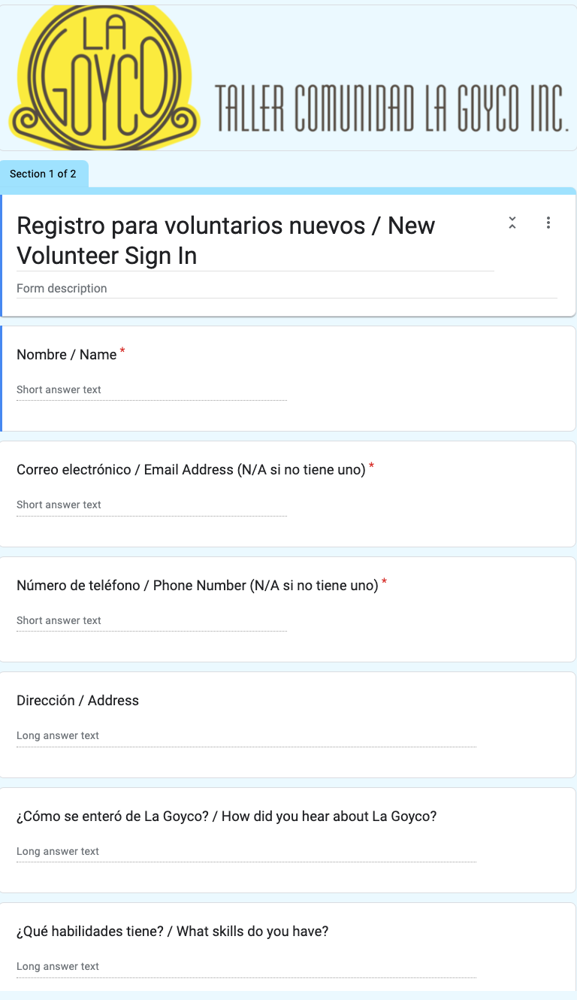 LA
GOYCO
TALLER COMUNIDAD LA GOYCO INC.
Section 1 of 2
Registro para voluntarios nuevos / New
Volunteer Sign In
Form description
Nombre / Name *
Short answer text
Correo electrónico / Email Address (N/A si no tiene uno) *
Short answer text
Número de teléfono / Phone Number (N/A si no tiene uno) *
Short answer text
Dirección / Address
Long answer text
¿Cómo se enteró de La Goyco? / How did you hear about La Goyco?
Long answer text
¿Qué habilidades tiene? / What skills do you have?
Long answer text